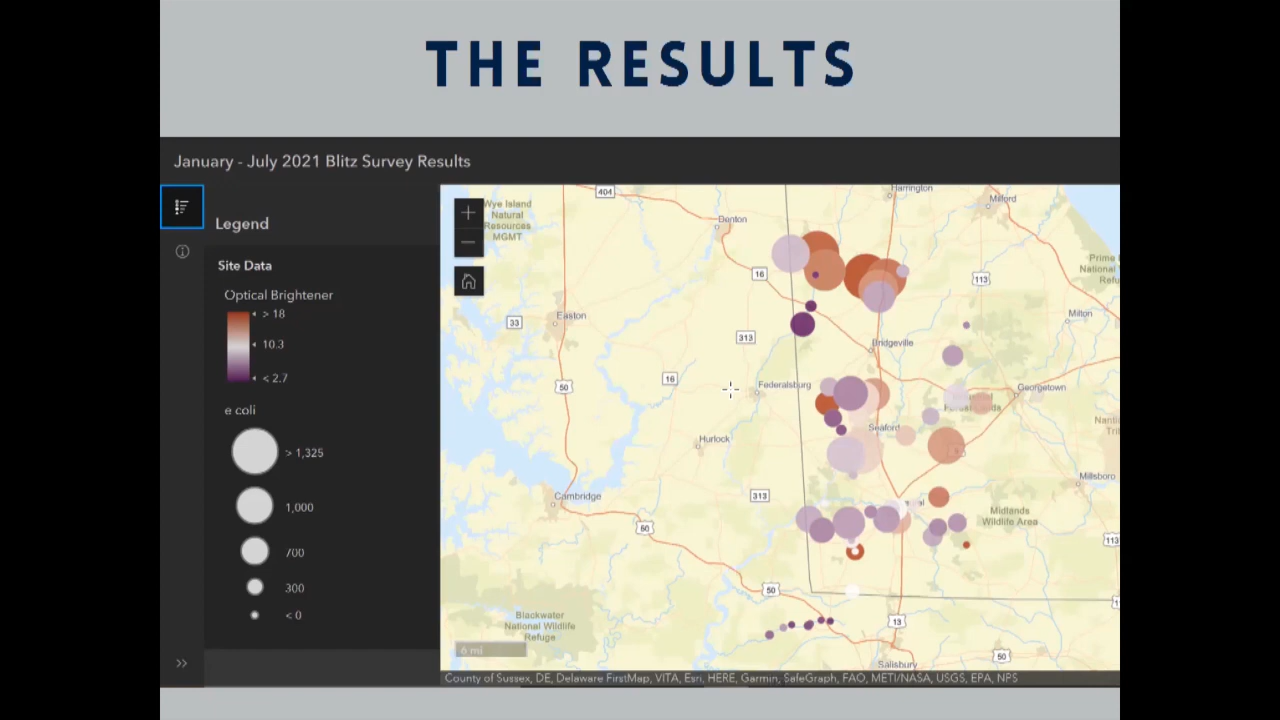 THE RESULTS
January - July 2021 Blitz Survey Results
Legend
Site Data
Optical Brightener
> 18
10.3
< 2.7
e coli
> 1,325
1,000
700
300
< 0
404
Harrington
Wye Island
Natural
Resources
MGMT
Milford
Denton
16
113
33
Easton
313
Milton
Bridgeville
16
50
Federalsburg
Georgetown
Seaford
Hurlock
Millsboro
313
Cambridge
50
Midlands
Wildlife Area
113
50
Blackwater
National Wildlife
Refuge
13
6 mi
Salisbury
50
County of Sussex, DE, Delaware FirstMap, VITA, Esri, HERE, Garmin, SafeGraph, FAO, METI/NASA, USGS, EPA, NPS